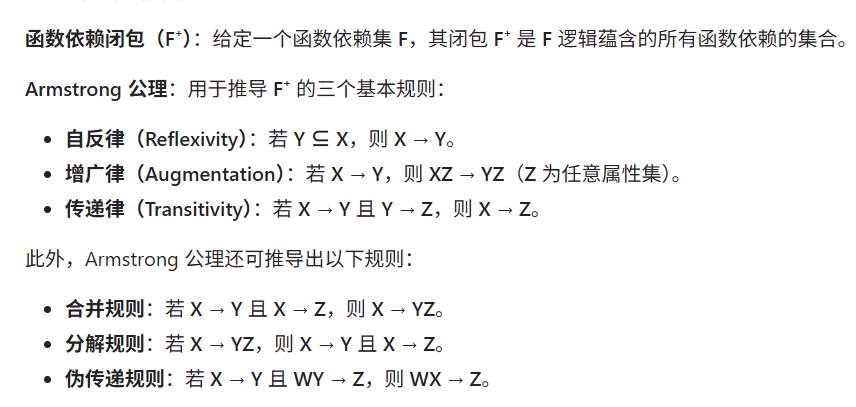 函数依赖闭包（F⁺）：给定一个函数依赖集 F，其闭包 F⁺ 是 F 逻辑蕴含的所有函数依赖的集合。
Armstrong 公理：用于推导 F⁺ 的三个基本规则：
• 自反律（Reflexivity）：若 Y ⊆ X，则 X → Y。
• 增广律（Augmentation）：若 X → Y，则 XZ → YZ（Z 为任意属性集）。
• 传递律（Transitivity）：若 X → Y 且 Y → Z，则 X → Z。
此外，Armstrong 公理还可推导出以下规则：
• 合并规则：若 X → Y 且 X → Z，则 X → YZ。
• 分解规则：若 X → YZ，则 X → Y 且 X → Z。
• 伪传递规则：若 X → Y 且 WY → Z，则 WX → Z。